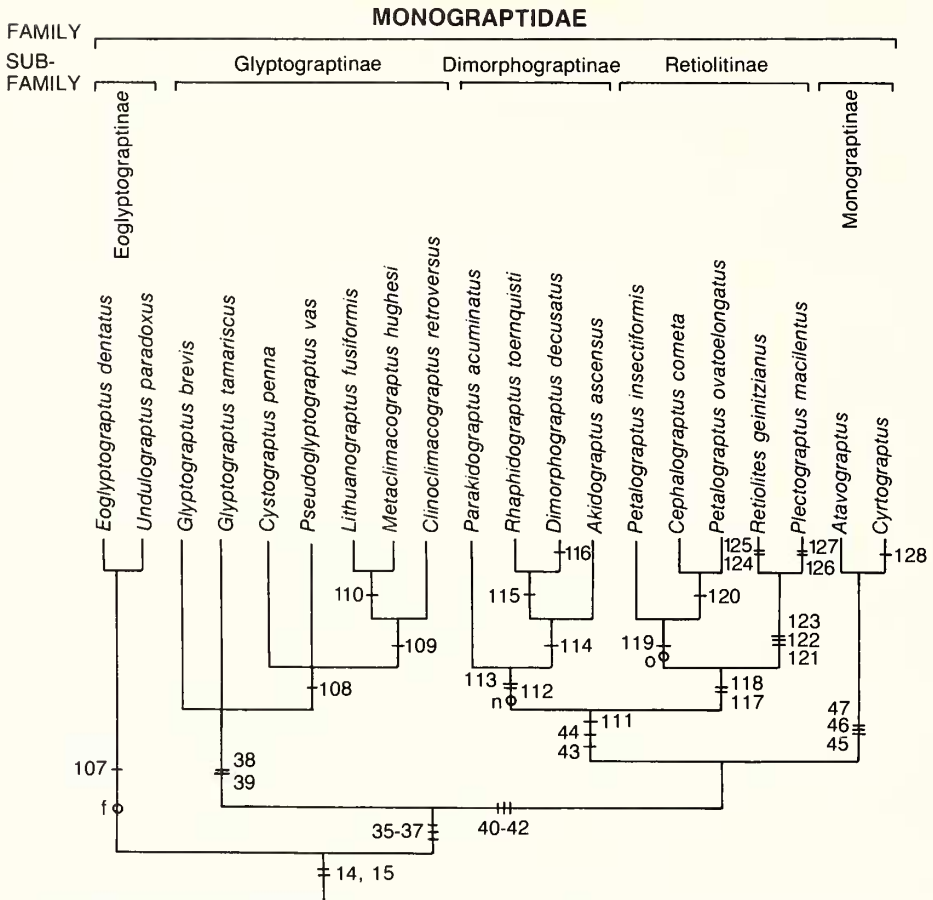 MONOGRAPTIDAE
FAMILY
SUB-
FAMILY
Glyptograptinae
Dimorphograptinae
Retiolitinae
Eoglyptograptinae
Monograptinae
Eoglyptograptus dentatus
Undulograptus paradoxus
Glyptograptus brevis
Glyptograptus tamariscus
Cystograptus penna
Pseudoglyptograptus vas
Lithuanograptus fusiformis
Metaclimacograptus hughesi
Clinoclimacograptus retroversus
Parakidograptus acuminatus
Rhaphidograptus toernquisti
Dimorphograptus decusatus
Akidograptus ascensus
Petalograptus insectiformis
Cephalograptus cometa
Petalograptus ovatoelongatus
Retiolites geinitzianus
Plectograptus macilentus
Atavograptus
Cyrtograptus
116
125
124
127
126
128
110
115
120
109
114
119
o
123
122
121
108
113
112
n
118
117
111
44
43
47
46
45
107
38
39
f
35-37
40-42
14, 15